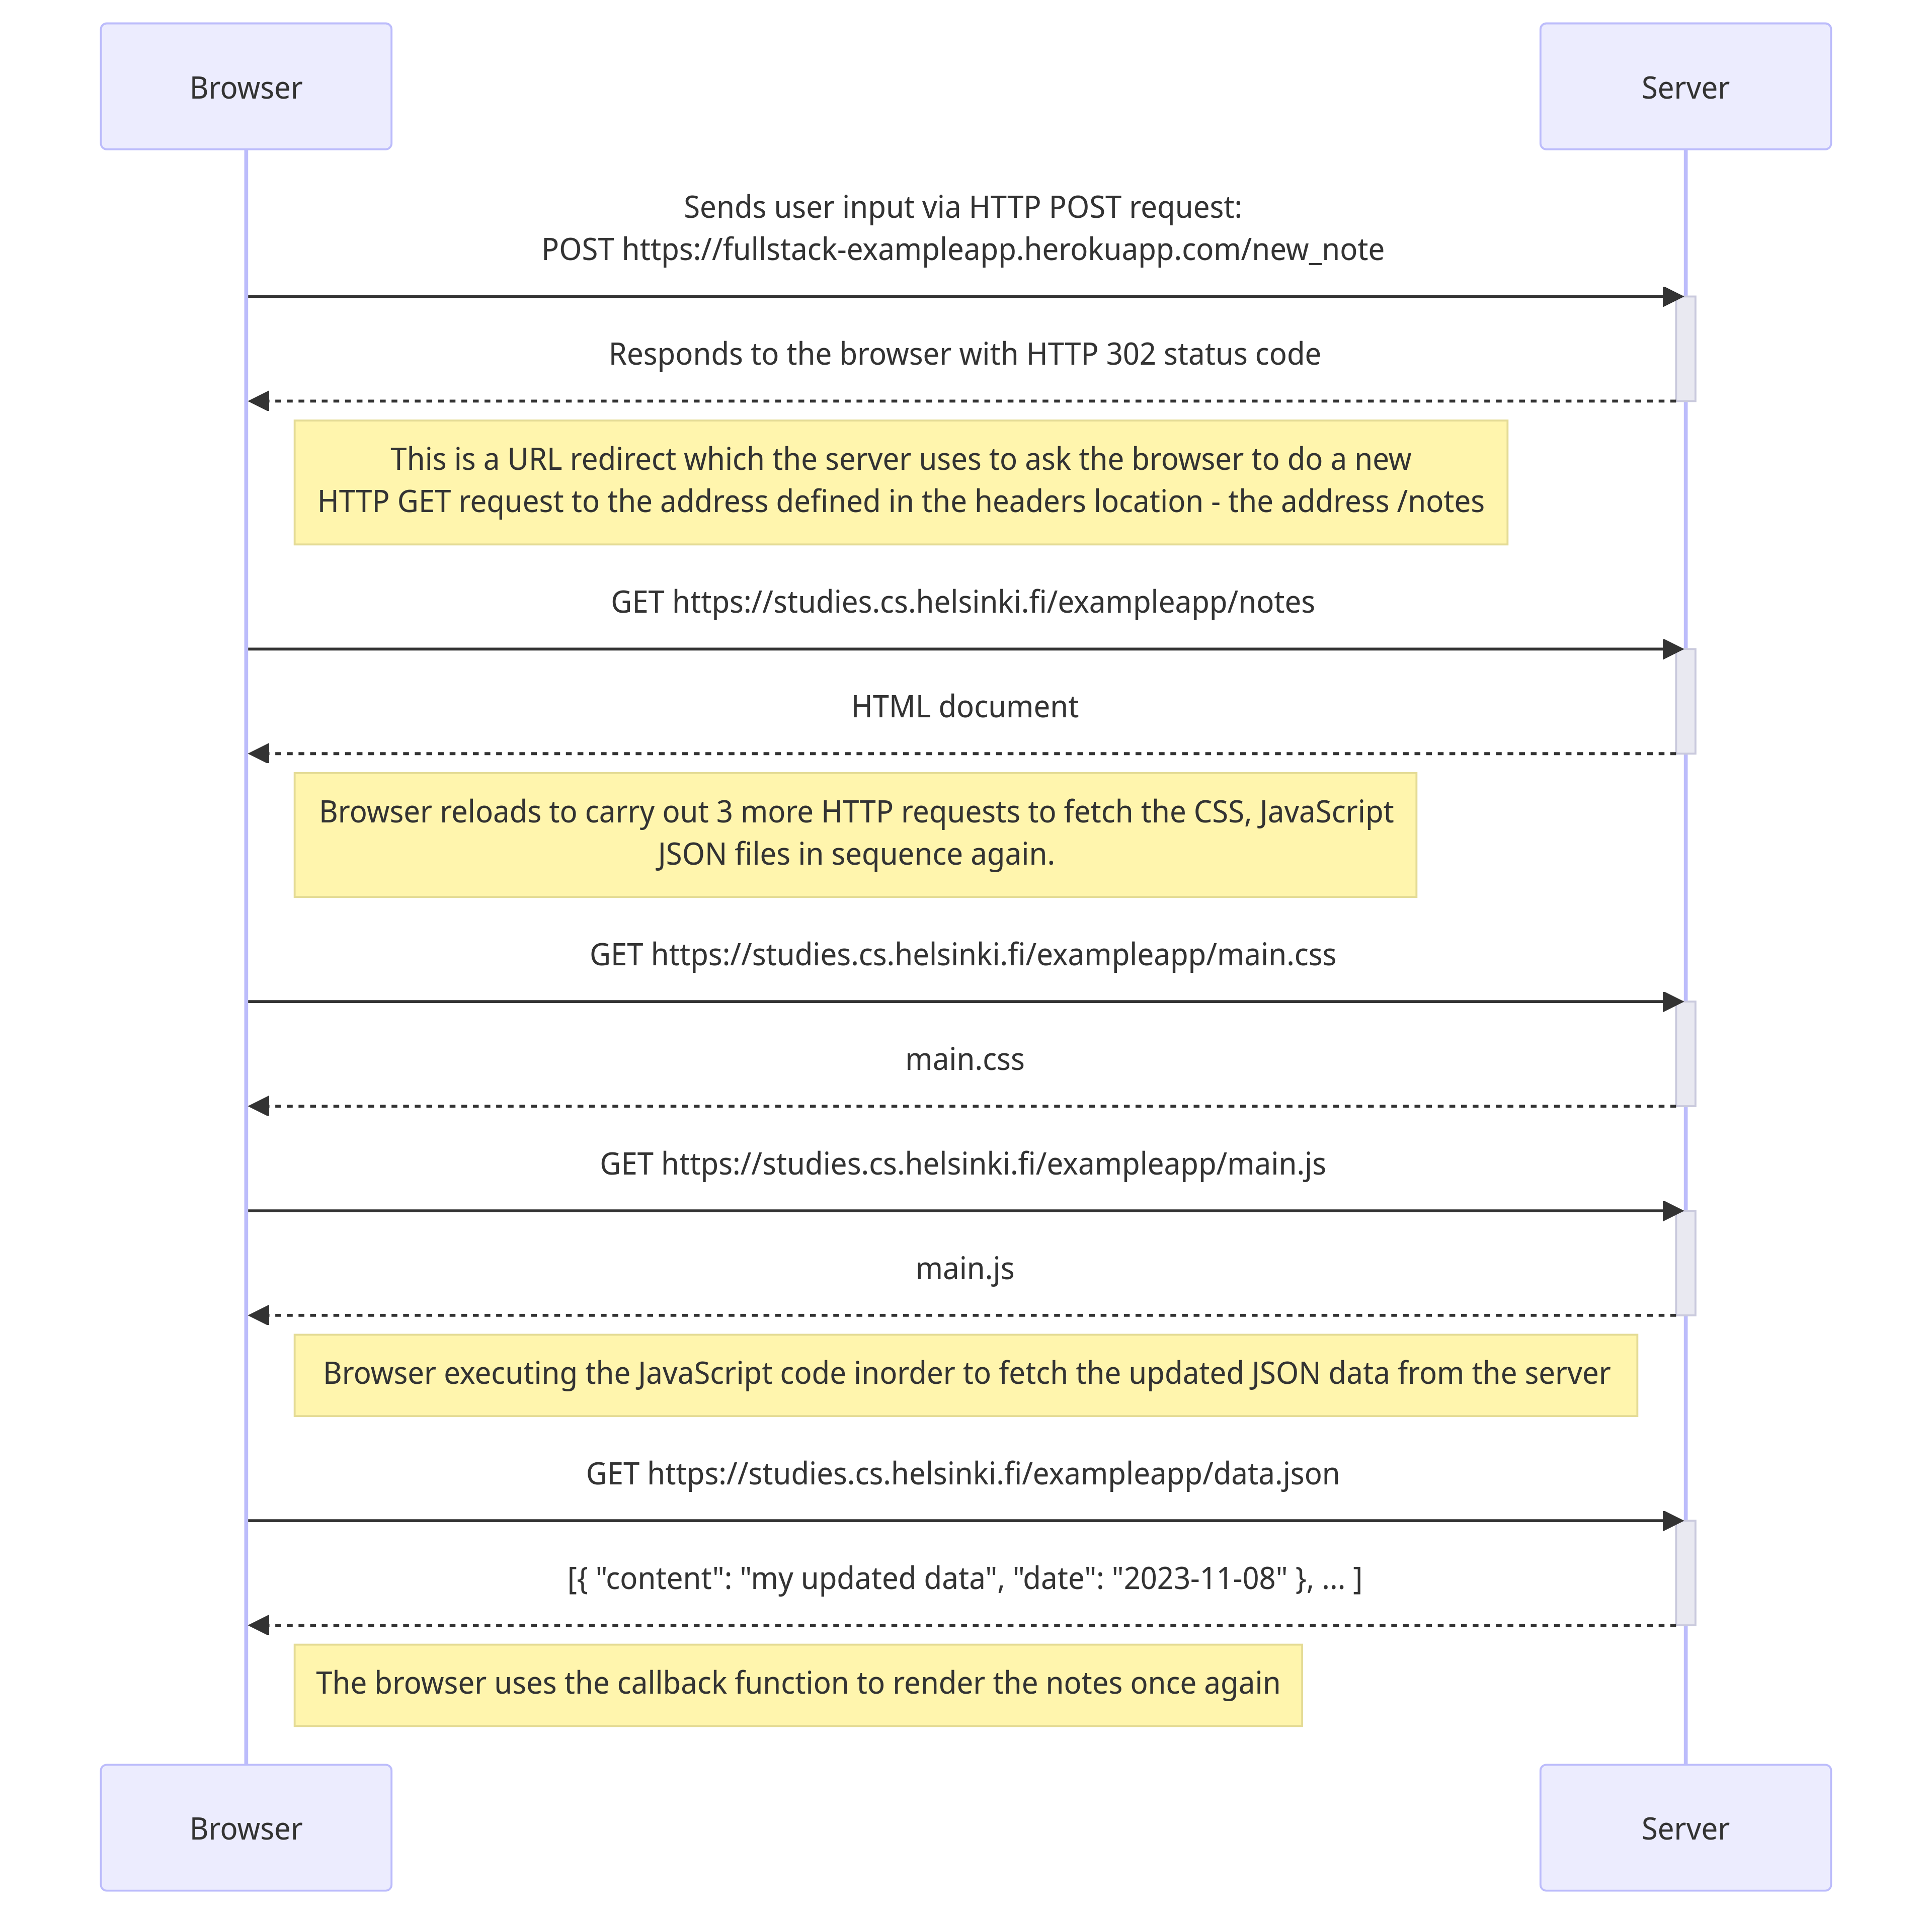 Browser
Server
Sends user input via HTTP POST request:
POST https://fullstack-exampleapp.herokuapp.com/new_note
Responds to the browser with HTTP 302 status code
This is a URL redirect which the server uses to ask the browser to do a new
HTTP GET request to the address defined in the headers location - the address /notes
GET https://studies.cs.helsinki.fi/exampleapp/notes
HTML document
Browser reloads to carry out 3 more HTTP requests to fetch the CSS, JavaScript
JSON files in sequence again.
GET https://studies.cs.helsinki.fi/exampleapp/main.css
main.css
GET https://studies.cs.helsinki.fi/exampleapp/main.js
main.js
Browser executing the JavaScript code inorder to fetch the updated JSON data from the server
GET https://studies.cs.helsinki.fi/exampleapp/data.json
[{ "content": "my updated data", "date": "2023-11-08" }, ... ]
The browser uses the callback function to render the notes once again
Browser
Server